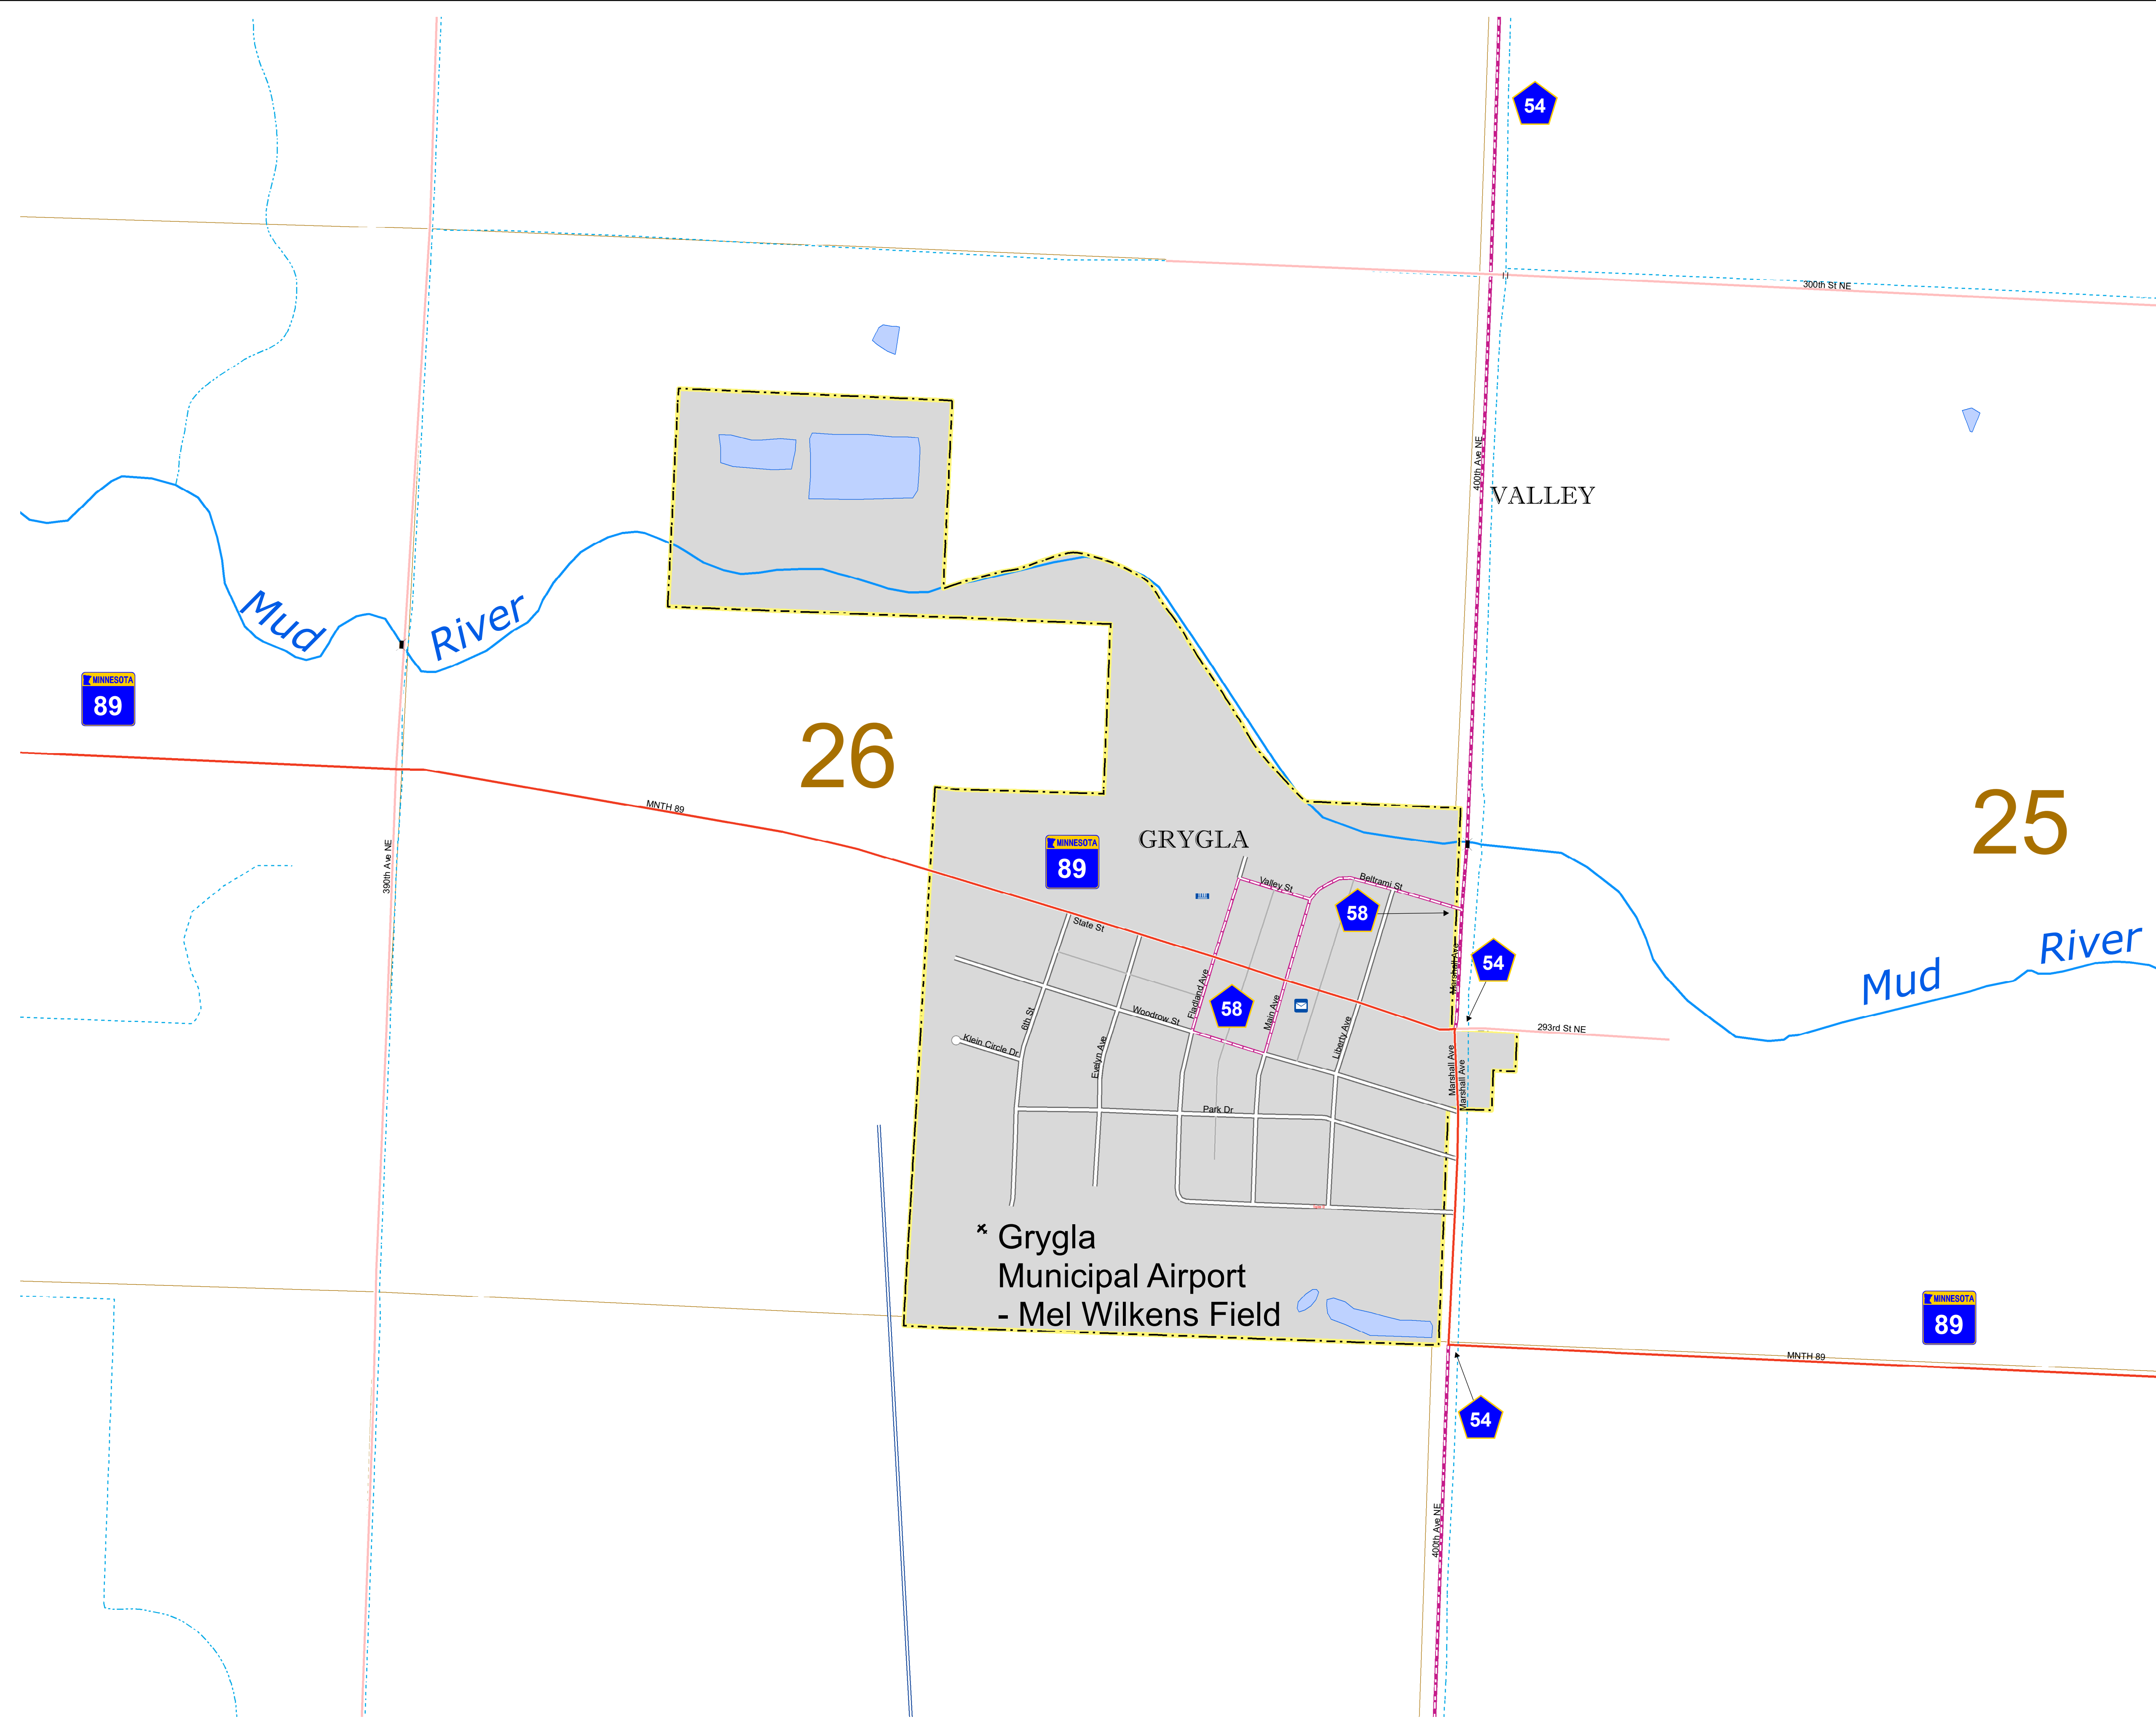 54
300th St NE
400th Ave NE
VALLEY
Mud
River
MINNESOTA
89
26
MNTH 89
25
390th Ave NE
GRYGLA
MINNESOTA
89
Valley St
Beltrami St
58
State St
54
Marshall Ave
River
Mud
Fladland Ave
58
Main Ave
Woodrow St
6th St
Liberty Ave
293rd St NE
Klein Circle Dr
Evelyn Ave
Marshall Ave
Marshall Ave
Park Dr
Grygla
Municipal Airport
- Mel Wilkens Field
MINNESOTA
89
MNTH 89
54
400th Ave NE